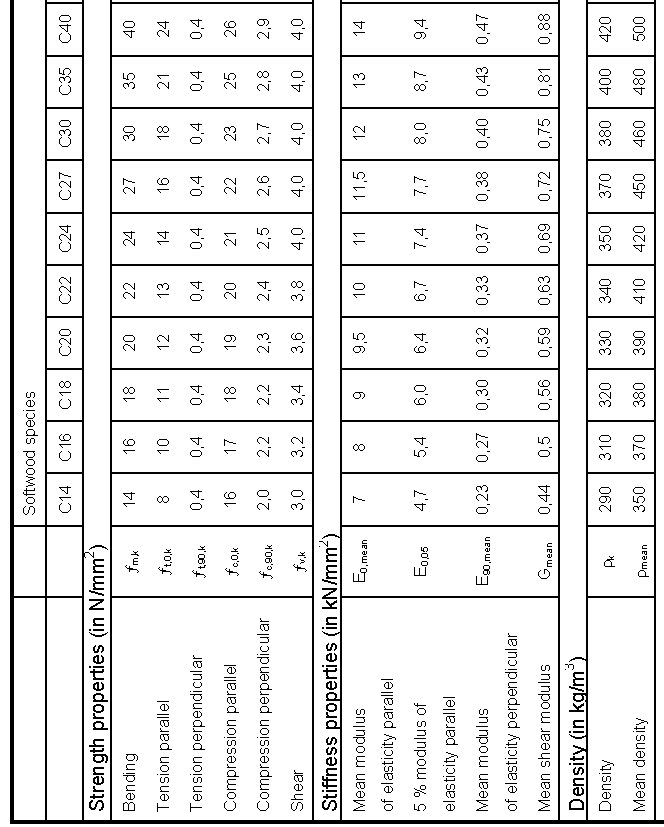 Softwood species
C14 C16 C18 C20 C22 C24 C27 C30 C35 C40
Strength properties (in N/mm²)
Bending fm,k 14 16 18 20 22 24 27 30 35 40
Tension parallel ft,0,k 8 10 11 12 13 14 16 18 21 24
Tension perpendicular ft,90,k 0,4 0,4 0,4 0,4 0,4 0,4 0,4 0,4 0,4 0,4
Compression parallel fc,0,k 16 17 18 19 20 21 22 23 25 26
Compression perpendicular fc,90,k 2,0 2,2 2,2 2,3 2,4 2,5 2,6 2,7 2,8 2,9
Shear fv,k 3,0 3,2 3,4 3,6 3,8 4,0 4,0 4,0 4,0 4,0
Stiffness properties (in kN/mm²)
Mean modulus E0,mean 7 8 9 9,5 10 11 11,5 12 13 14
of elasticity parallel
5 % modulus of E0,05 4,7 5,4 6,0 6,4 6,7 7,4 7,7 8,0 8,7 9,4
elasticity parallel
Mean modulus E90,mean 0,23 0,27 0,30 0,32 0,33 0,37 0,38 0,40 0,43 0,47
of elasticity perpendicular
Mean shear modulus Gmean 0,44 0,5 0,56 0,59 0,63 0,69 0,72 0,75 0,81 0,88
Density (in kg/m³)
Density ρk 290 310 320 330 340 350 370 380 400 420
Mean density ρmean 350 370 380 390 410 420 450 460 480 500